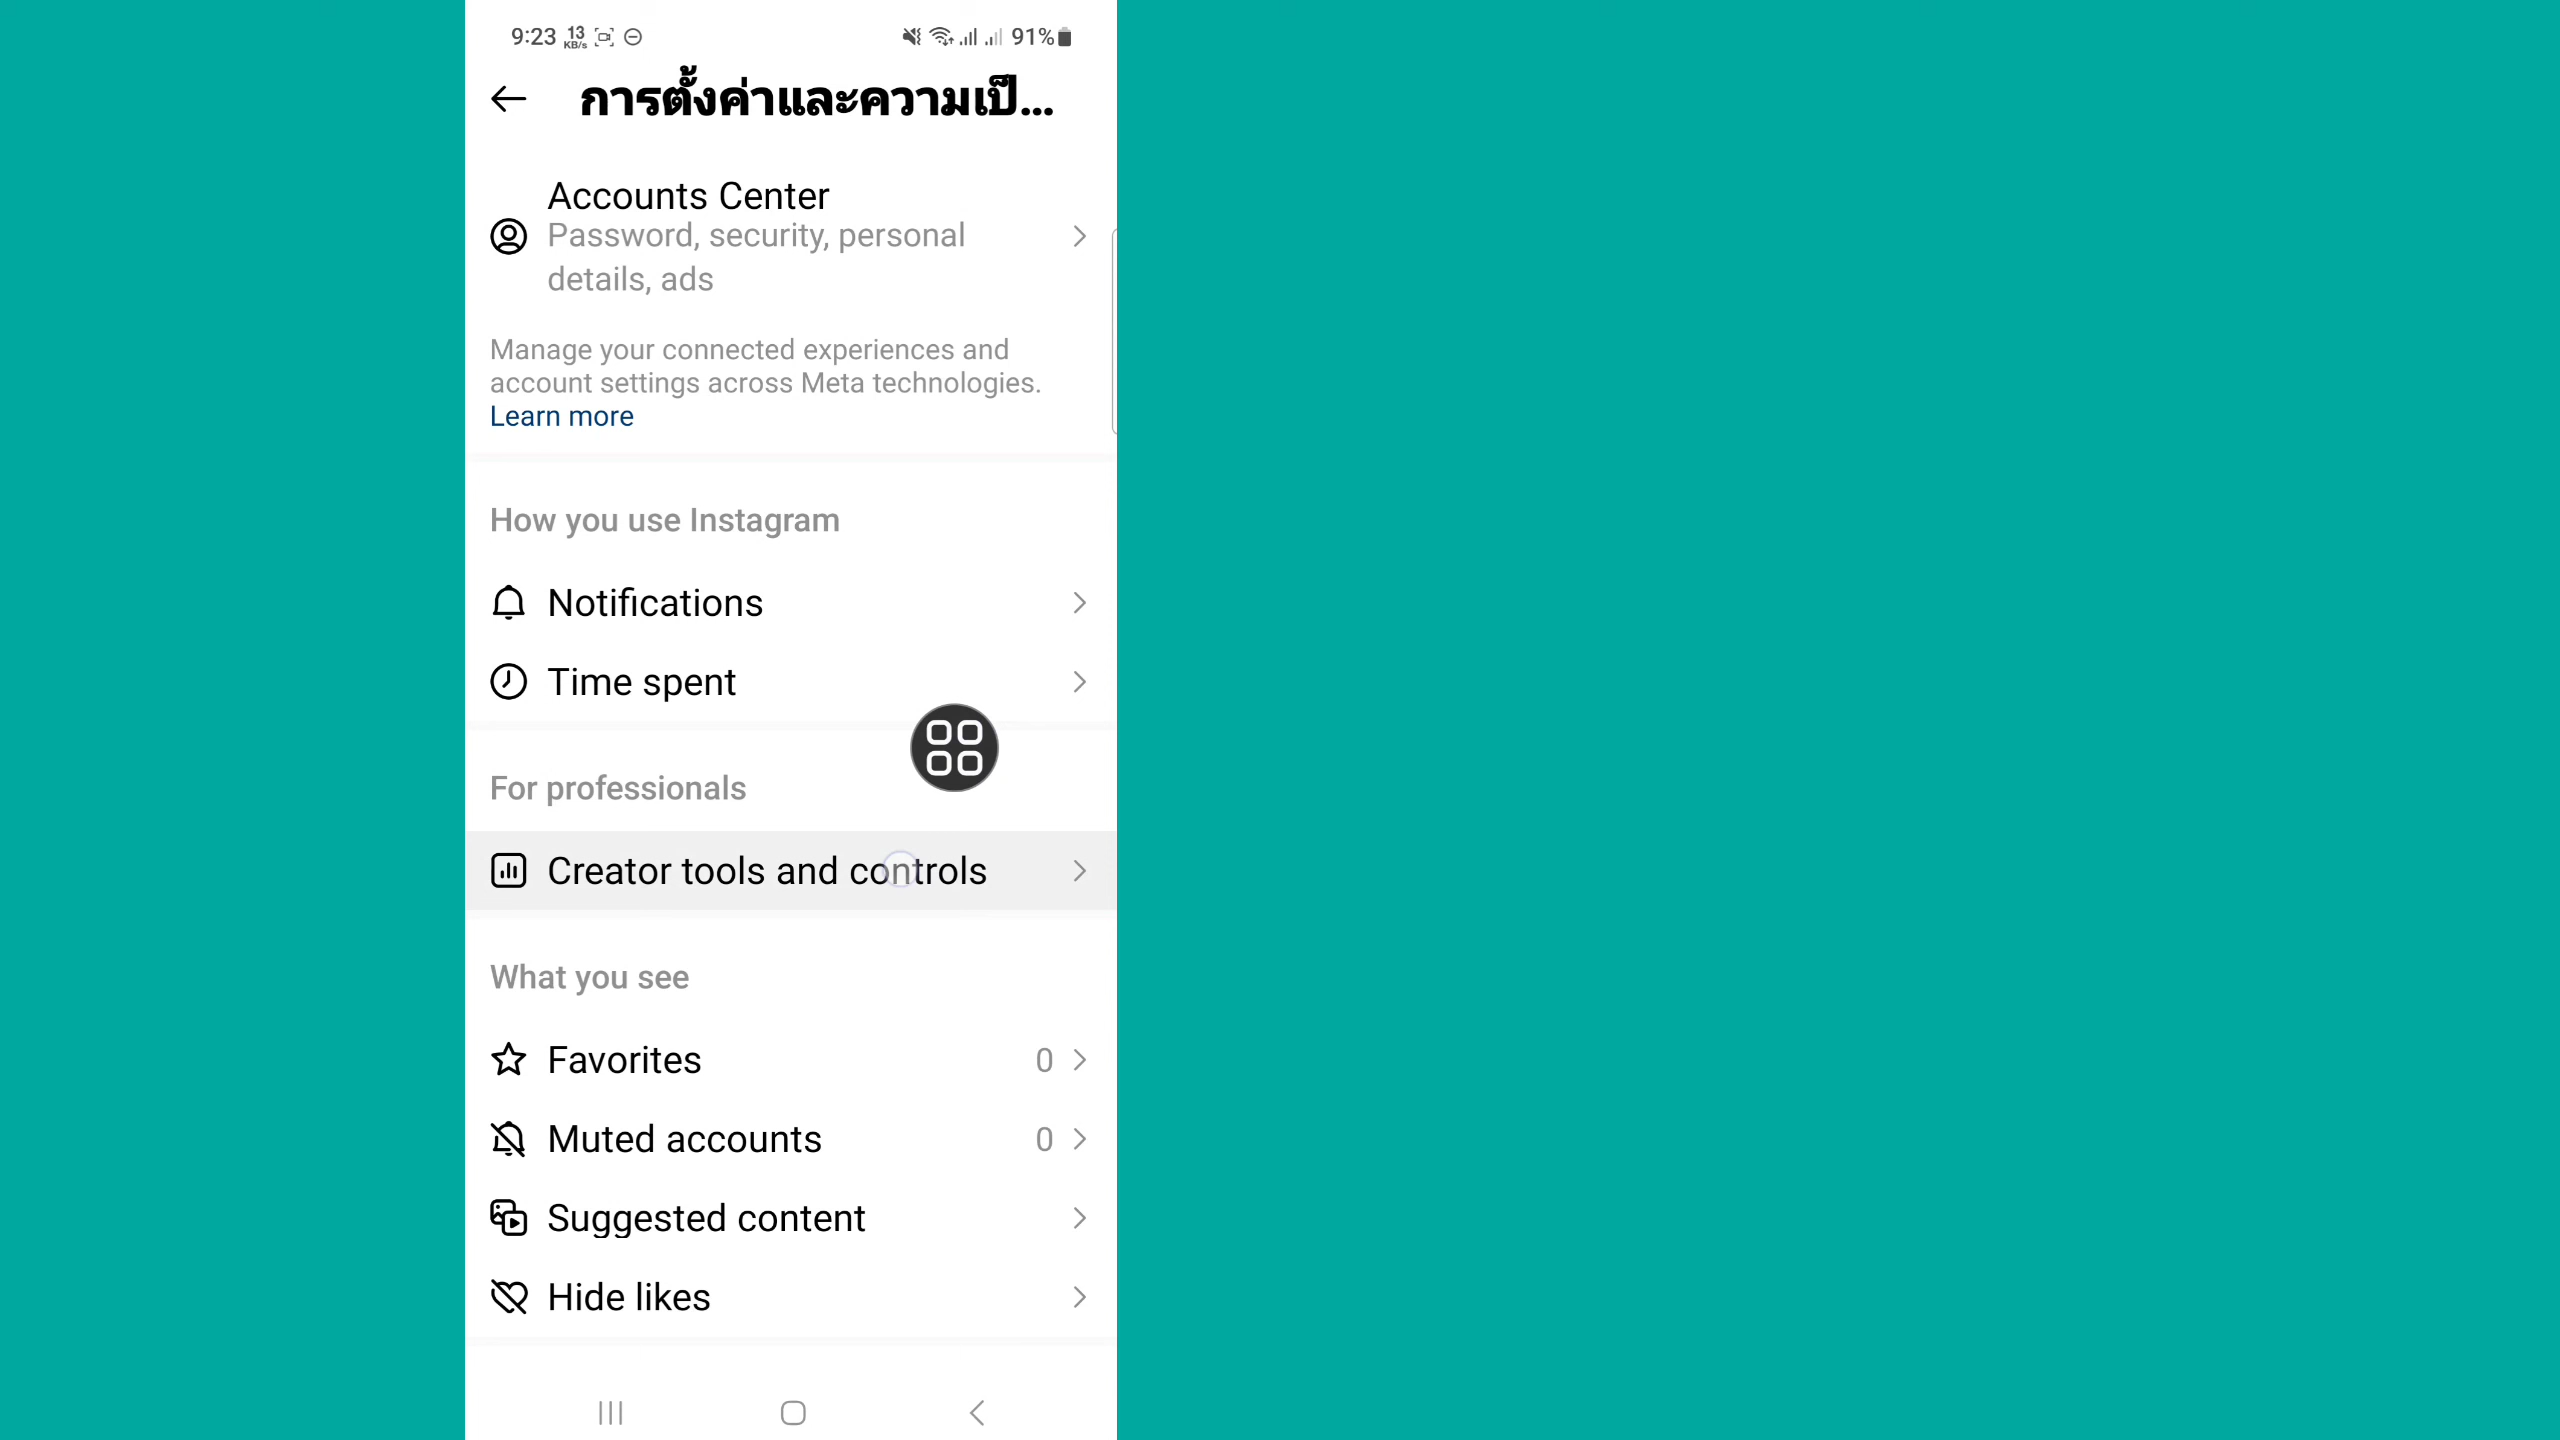 9:23 13 KB/s 91%
การตั้งค่าและความเป็...
Accounts Center
Password, security, personal
details, ads
Manage your connected experiences and
account settings across Meta technologies.
Learn more
How you use Instagram
Notifications
Time spent
For professionals
Creator tools and controls
What you see
Favorites 0
Muted accounts 0
Suggested content
Hide likes